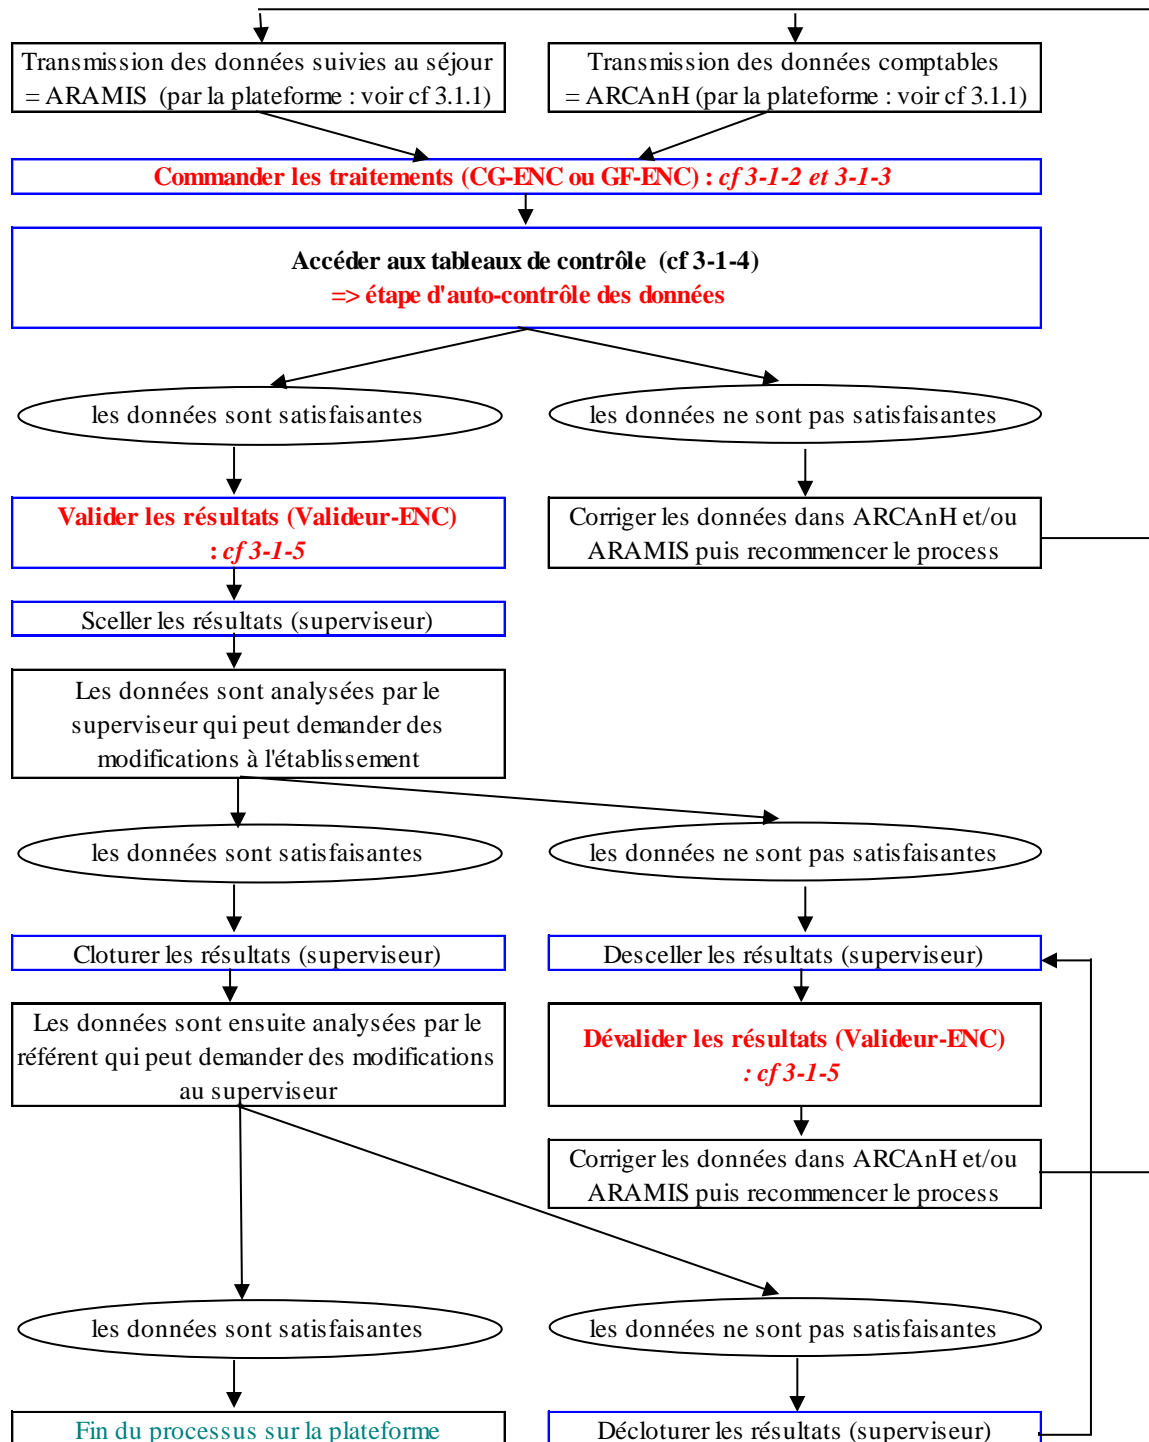 Transmission des données suivies au séjour
= ARAMIS (par la plateforme : voir cf 3.1.1)
Transmission des données comptables
= ARCAnH (par la plateforme : voir cf 3.1.1)
Commander les traitements (CG-ENC ou GF-ENC) : cf 3-1-2 et 3-1-3
Accéder aux tableaux de contrôle (cf 3-1-4)
=> étape d'auto-contrôle des données
les données sont satisfaisantes
les données ne sont pas satisfaisantes
Valider les résultats (Valideur-ENC)
: cf 3-1-5
Corriger les données dans ARCAnH et/ou
ARAMIS puis recommencer le process
Sceller les résultats (superviseur)
Les données sont analysées par le
superviseur qui peut demander des
modifications à l'établissement
les données sont satisfaisantes
les données ne sont pas satisfaisantes
Cloturer les résultats (superviseur)
Desceller les résultats (superviseur)
Les données sont ensuite analysées par le
référent qui peut demander des modifications
au superviseur
Dévalider les résultats (Valideur-ENC)
: cf 3-1-5
Corriger les données dans ARCAnH et/ou
ARAMIS puis recommencer le process
les données sont satisfaisantes
les données ne sont pas satisfaisantes
Fin du processus sur la plateforme
Décloturer les résultats (superviseur)